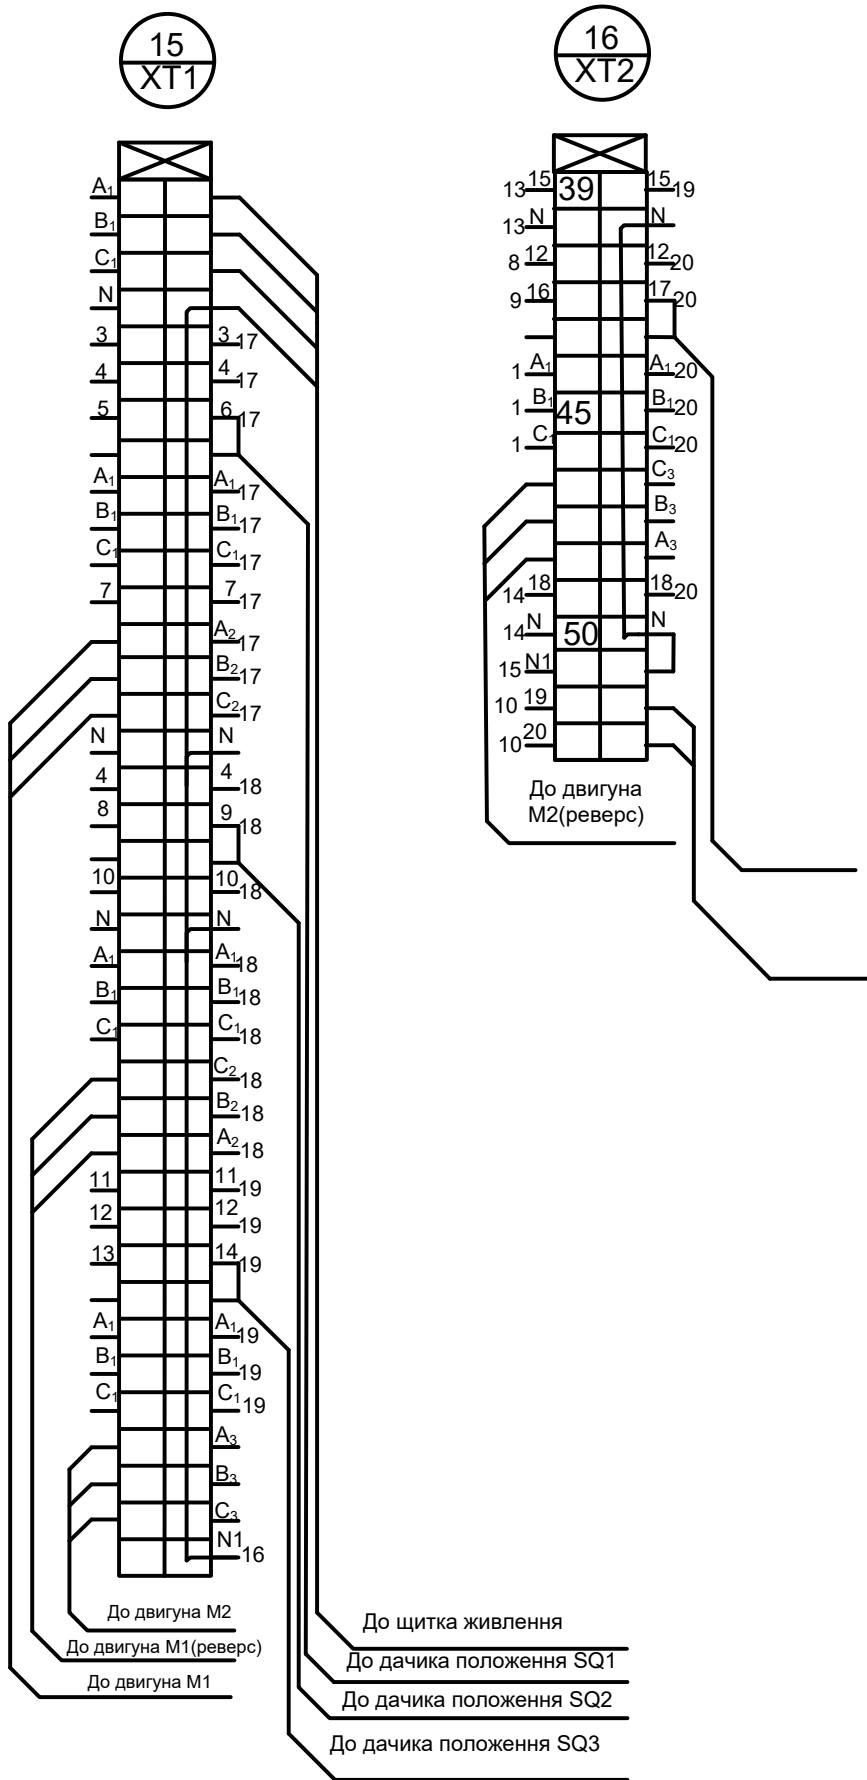 15
XT1
A₁
B₁
C₁
N
3 3 17
4 4 17
5 6 17
A₁ A₁ 17
B₁ B₁ 17
C₁ C₁ 17
7 7 17
A₂ 17
B₂ 17
C₂ 17
N N
4 4 18
8 9 18
10 10 18
N N
A₁ A₁ 18
B₁ B₁ 18
C₁ C₁ 18
C₂ 18
B₂ 18
A₂ 18
11 11 19
12 12 19
13 14 19
A₁ A₁ 19
B₁ B₁ 19
C₁ C₁ 19
A₃
B₃
C₃
N1 16
До двигуна М2
До двигуна М1(реверс)
До двигуна М1
До щитка живлення
До дачика положення SQ1
До дачика положення SQ2
До дачика положення SQ3
16
XT2
13 15 39 15 19
13 N N
8 12 12 20
9 16 17 20
1 A₁ A₁ 20
1 B₁ 45 B₁ 20
1 C₁ C₁ 20
C₃
B₃
A₃
14 18 18 20
14 N 50 N
15 N1
10 19
10 20
До двигуна
М2(реверс)